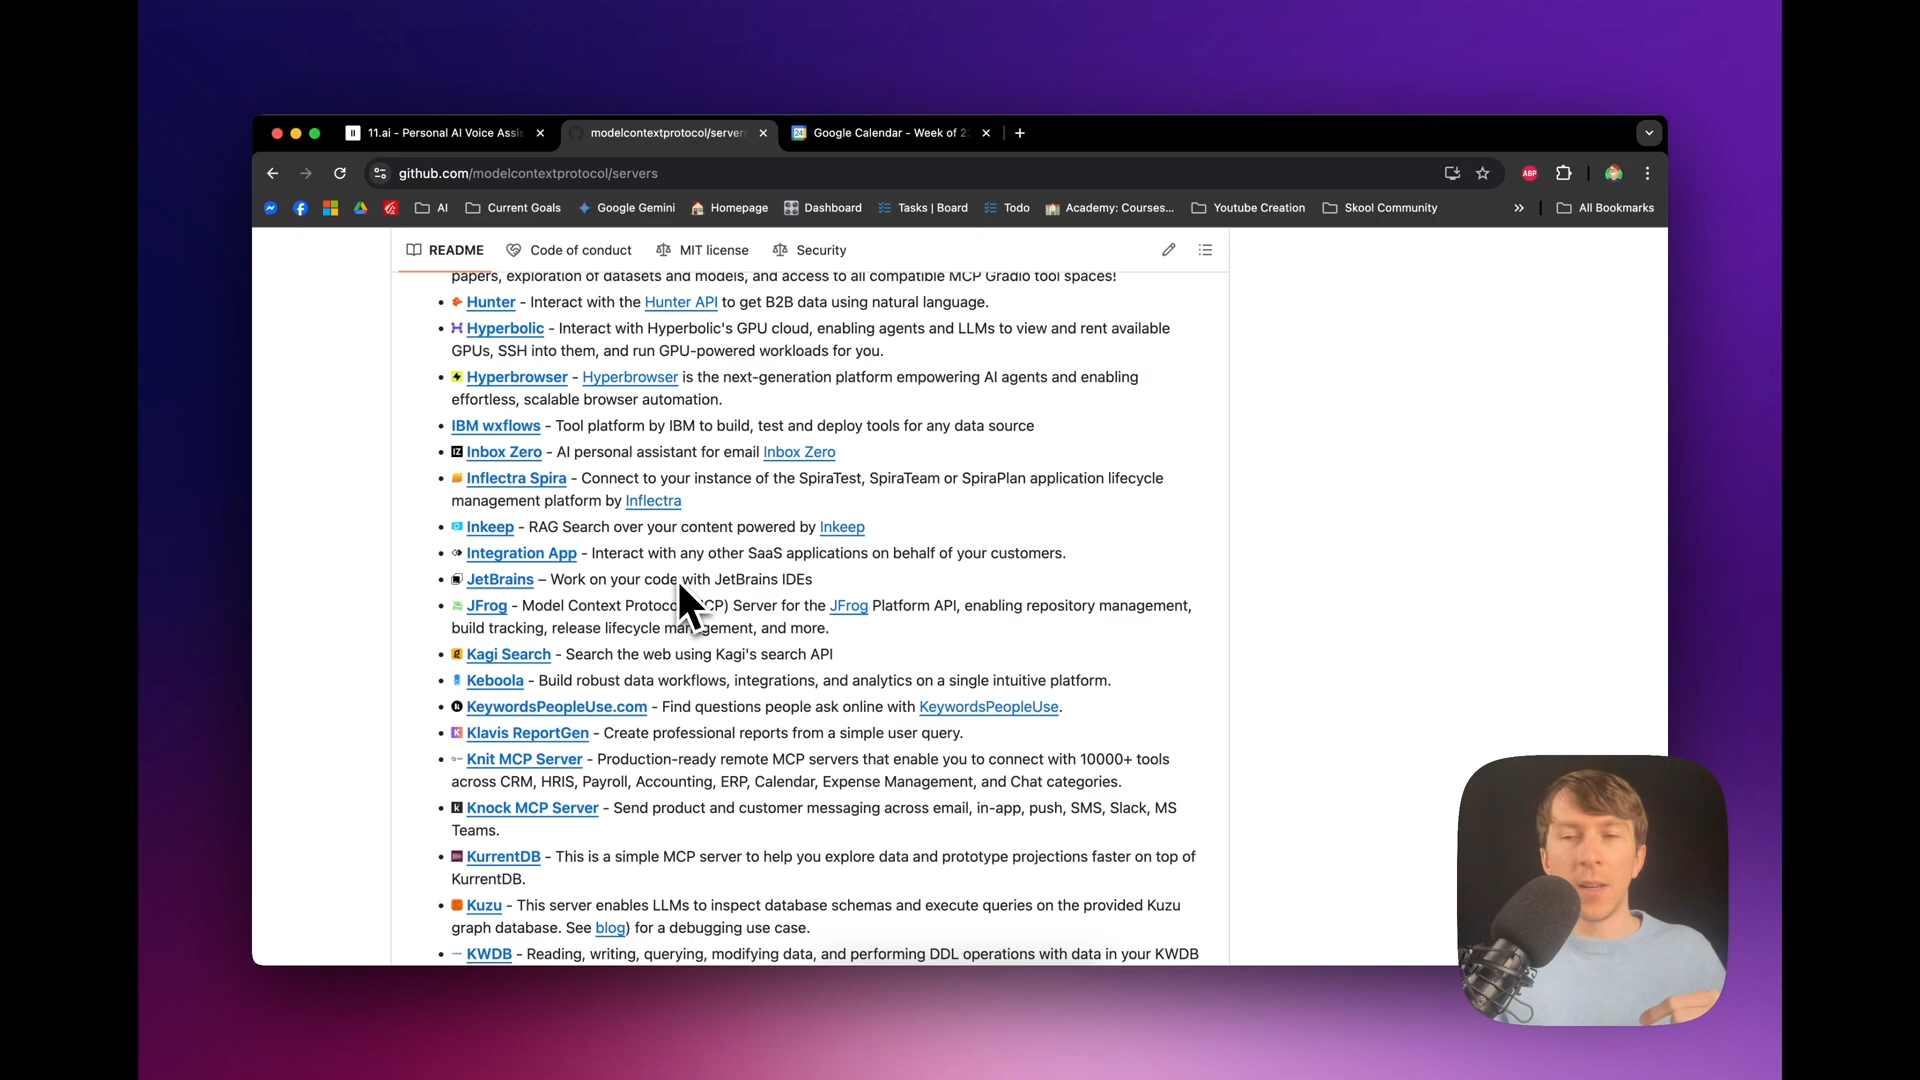 11.ai - Personal AI Voice Assis
modelcontextprotocol/servers
Google Calendar - Week of 2
github.com/modelcontextprotocol/servers
ABP
AI
Current Goals
Google Gemini
Homepage
Dashboard
Tasks | Board
Todo
Academy: Courses...
Youtube Creation
Skool Community
All Bookmarks
README
Code of conduct
MIT license
Security
papers, exploration of datasets and models, and access to all compatible MCP Gradio tool spaces!
• Hunter - Interact with the Hunter API to get B2B data using natural language.
• Hyperbolic - Interact with Hyperbolic's GPU cloud, enabling agents and LLMs to view and rent available
GPUs, SSH into them, and run GPU-powered workloads for you.
• Hyperbrowser - Hyperbrowser is the next-generation platform empowering AI agents and enabling
effortless, scalable browser automation.
• IBM wxflows - Tool platform by IBM to build, test and deploy tools for any data source
• IZ Inbox Zero - AI personal assistant for email Inbox Zero
• Inflectra Spira - Connect to your instance of the SpiraTest, SpiraTeam or SpiraPlan application lifecycle
management platform by Inflectra
• Inkeep - RAG Search over your content powered by Inkeep
• Integration App - Interact with any other SaaS applications on behalf of your customers.
• JetBrains – Work on your code with JetBrains IDEs
• JFrog - Model Context Protoco CP) Server for the JFrog Platform API, enabling repository management,
build tracking, release lifecycle management, and more.
• Kagi Search - Search the web using Kagi's search API
• Keboola - Build robust data workflows, integrations, and analytics on a single intuitive platform.
• KeywordsPeopleUse.com - Find questions people ask online with KeywordsPeopleUse.
• Klavis ReportGen - Create professional reports from a simple user query.
• Knit MCP Server - Production-ready remote MCP servers that enable you to connect with 10000+ tools
across CRM, HRIS, Payroll, Accounting, ERP, Calendar, Expense Management, and Chat categories.
• Knock MCP Server - Send product and customer messaging across email, in-app, push, SMS, Slack, MS
Teams.
• KurrentDB - This is a simple MCP server to help you explore data and prototype projections faster on top of
KurrentDB.
• Kuzu - This server enables LLMs to inspect database schemas and execute queries on the provided Kuzu
graph database. See blog) for a debugging use case.
• KWDB - Reading, writing, querying, modifying data, and performing DDL operations with data in your KWDB